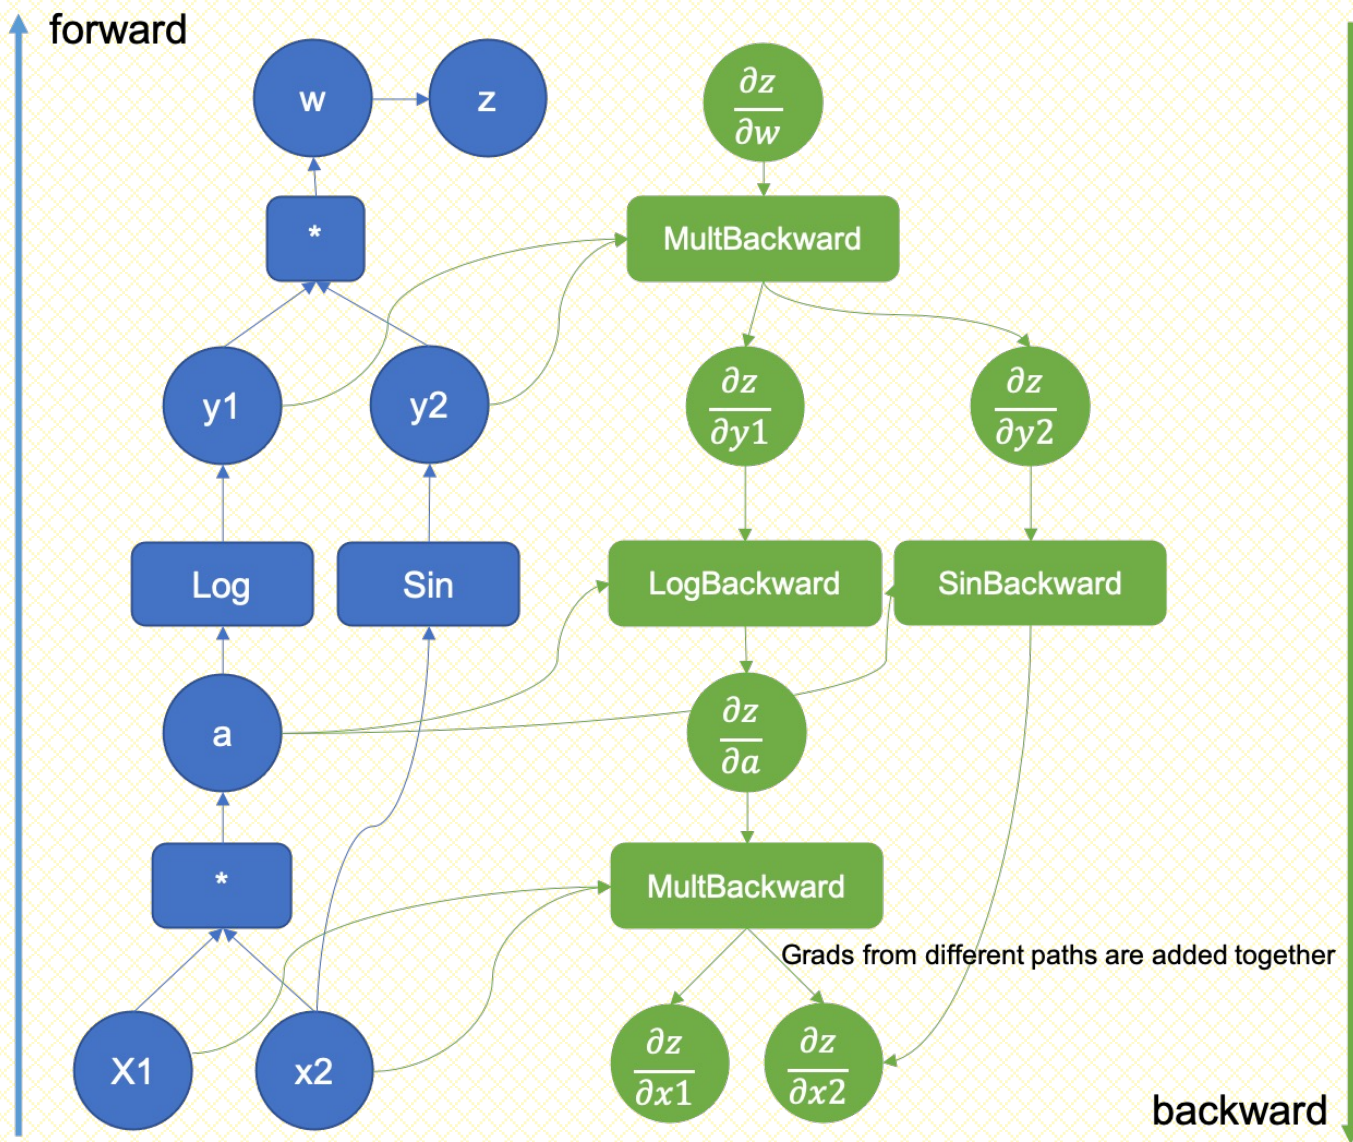 forward
w
z
∂z
∂w
*
MultBackward
y1
y2
∂z
∂y1
∂z
∂y2
Log
Sin
LogBackward
SinBackward
a
∂z
∂a
*
MultBackward
Grads from different paths are added together
X1
x2
∂z
∂x1
∂z
∂x2
backward